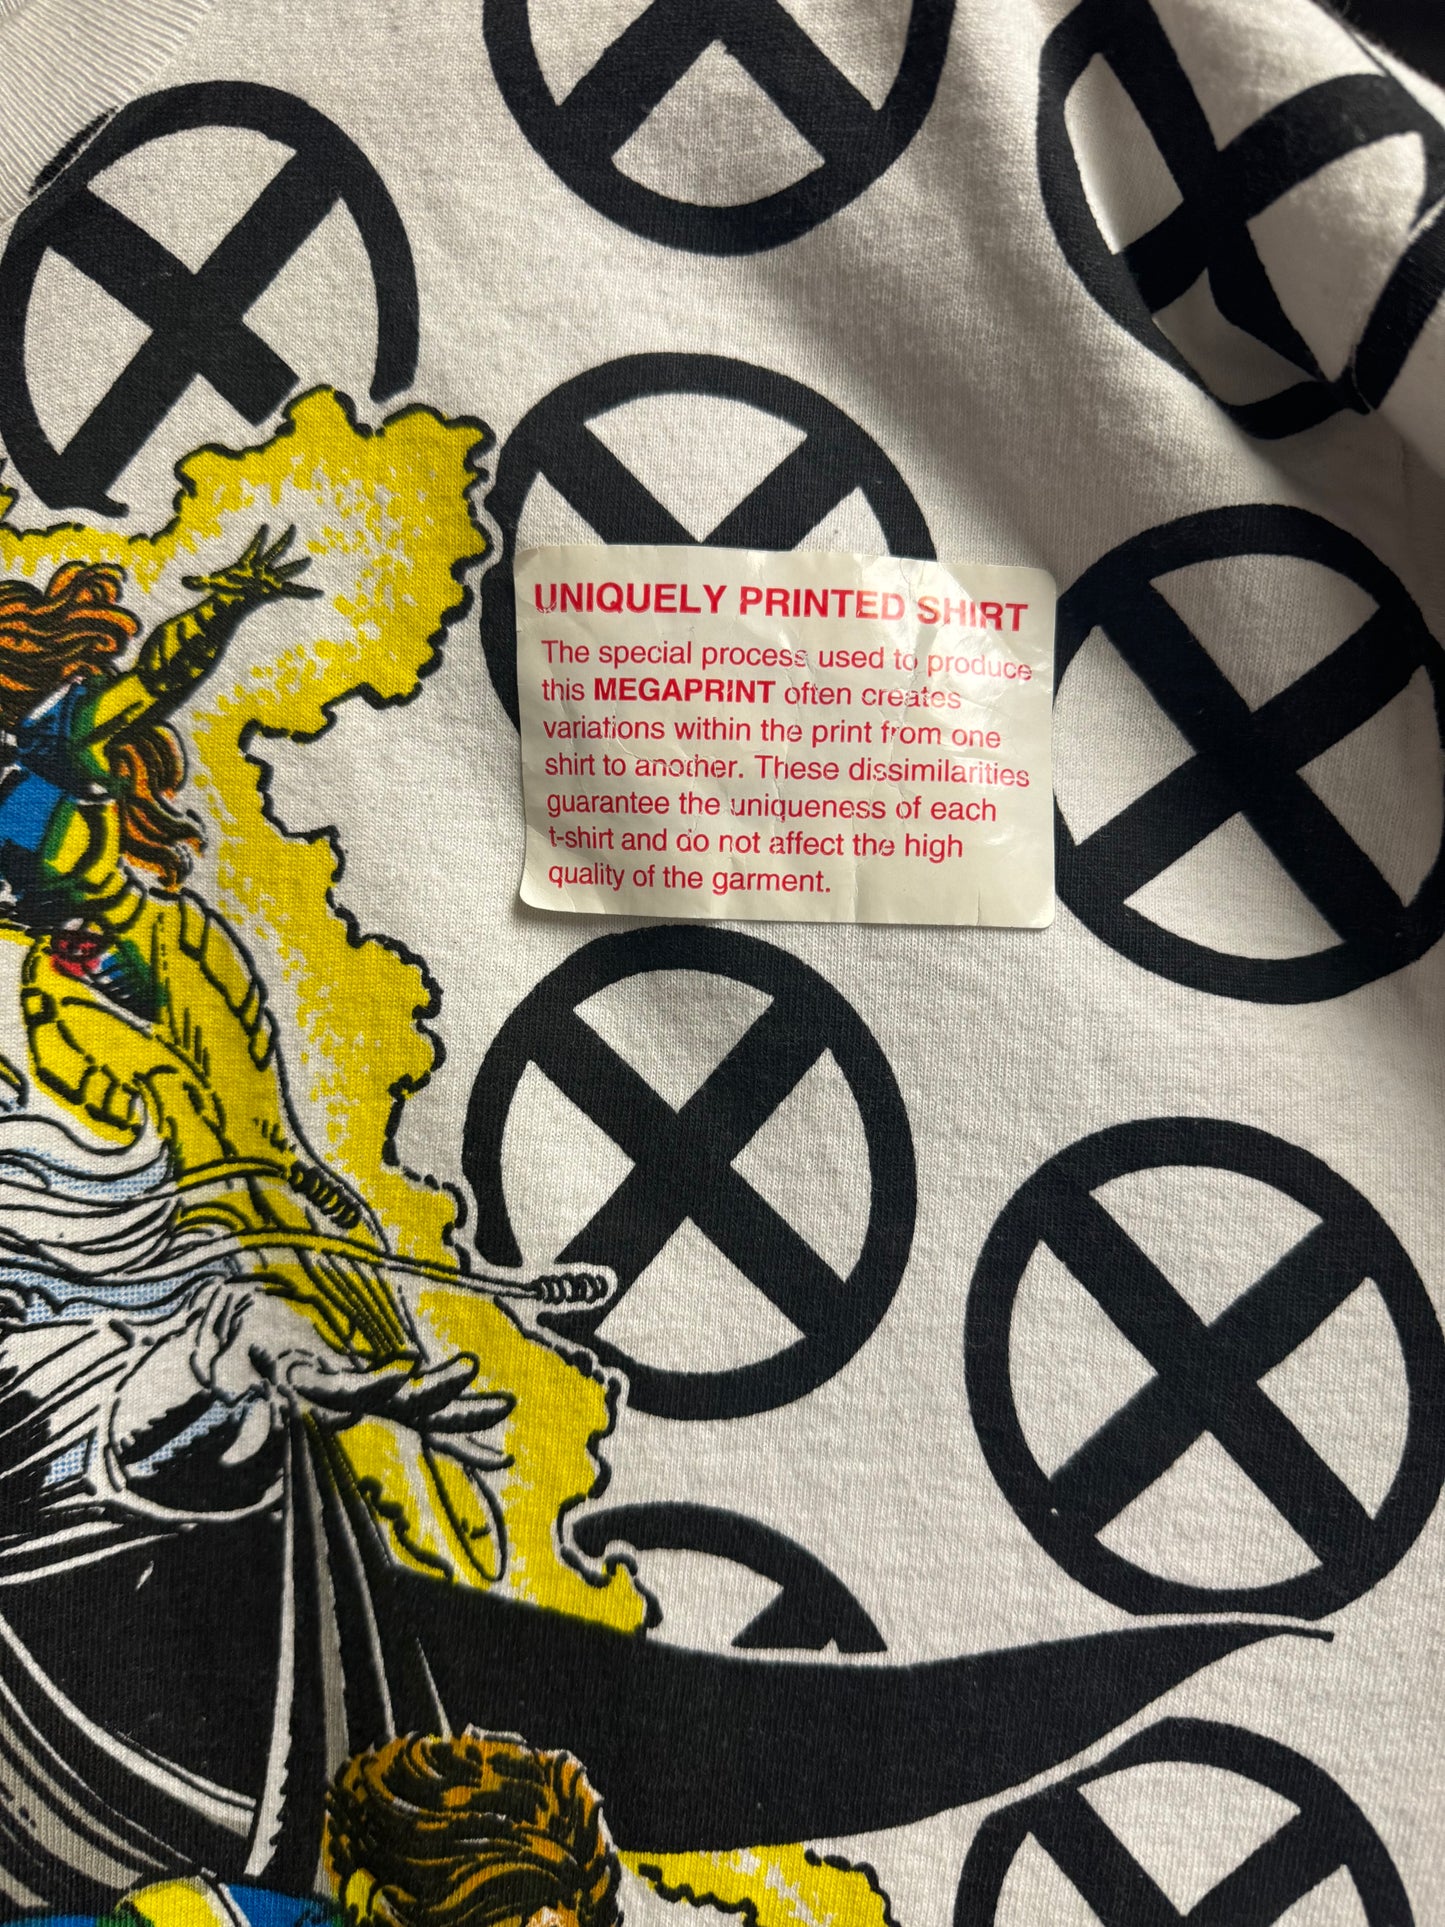 UNIQUELY PRINTED SHIRT
The special process used to produce
this MEGAPRINT often creates
variations within the print from one
shirt to another. These dissimilarities
guarantee the uniqueness of each
t-shirt and do not affect the high
quality of the garment.